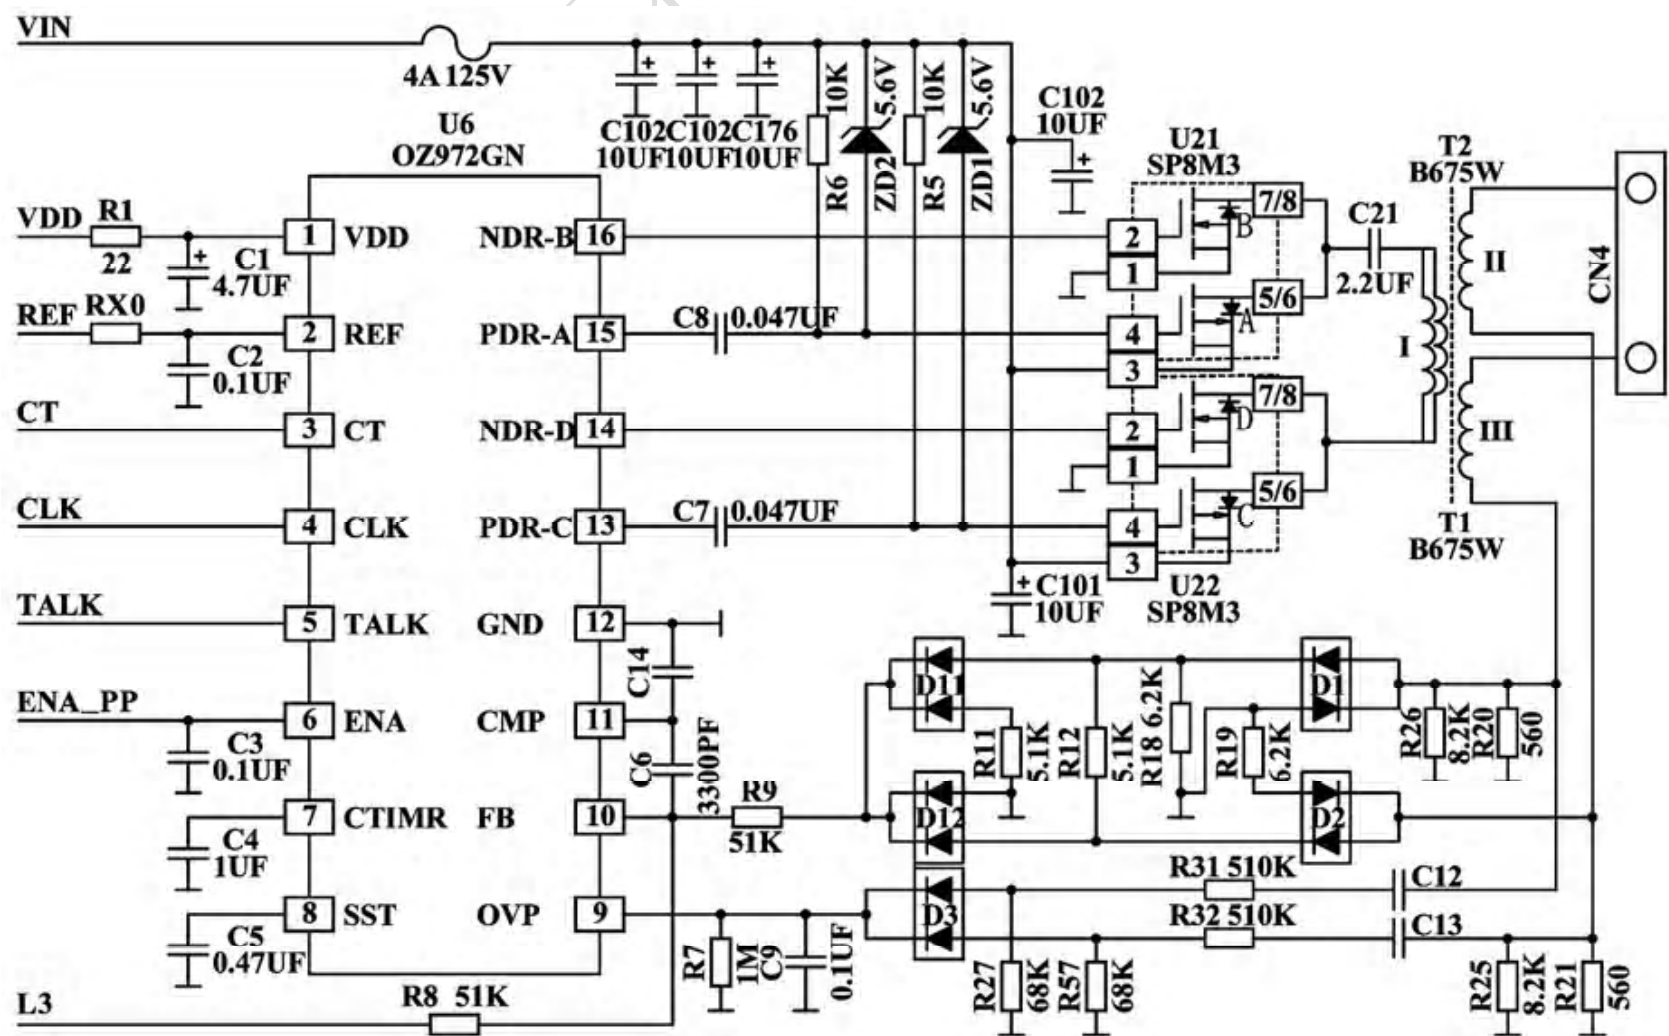 VIN
4A 125V
C102 C102 C176
10UF 10UF 10UF
10K
R6
5.6V
ZD2
10K
R5
5.6V
ZD1
C102
10UF
U21
SP8M3
T2
B675W
U6
OZ972GN
VDD R1
22
C1
4.7UF
1 VDD
NDR-B 16
2
7/8
B
1
C21
2.2UF
II
CN4
REF RX0
C2
0.1UF
2 REF
PDR-A 15
C8 0.047UF
4
5/6
A
3
I
CT
3 CT
NDR-D 14
2
7/8
D
1
III
CLK
4 CLK
PDR-C 13
C7 0.047UF
4
5/6
C
3
T1
B675W
U22
SP8M3
C101
10UF
TALK
5 TALK
GND 12
C14
ENA_PP
C3
0.1UF
6 ENA
CMP 11
C6
3300PF
D11
R11
5.1K
R12
5.1K
R18 6.2K
R19
6.2K
D1
R26
8.2K
R20
560
C4
1UF
7 CTIMR
FB 10
R9
51K
D12
D2
C5
0.47UF
8 SST
OVP 9
R7
1M
C9
0.1UF
D3
R31 510K
C12
R32 510K
C13
R27
68K
R57
68K
R25
8.2K
R21
560
L3
R8 51K